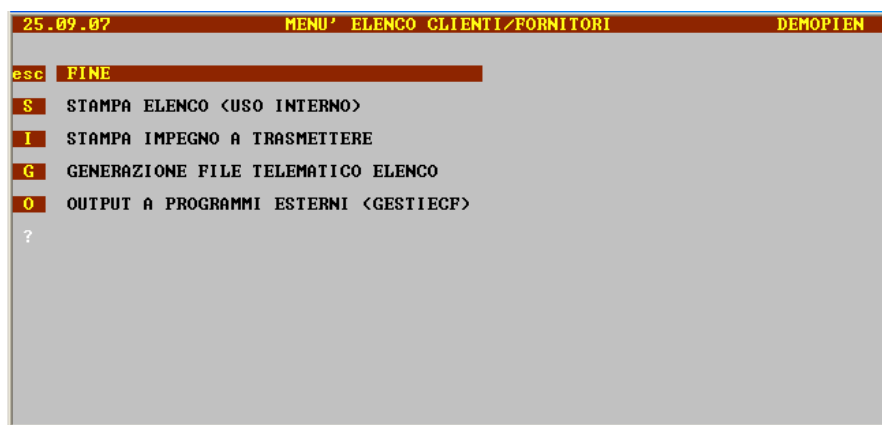 25.09.07 MENU' ELENCO CLIENTI/FORNITORI DEMOPIEN
esc FINE
S STAMPA ELENCO (USO INTERNO)
I STAMPA IMPEGNO A TRASMETTERE
G GENERAZIONE FILE TELEMATICO ELENCO
O OUTPUT A PROGRAMMI ESTERNI (GESTIECF)
?